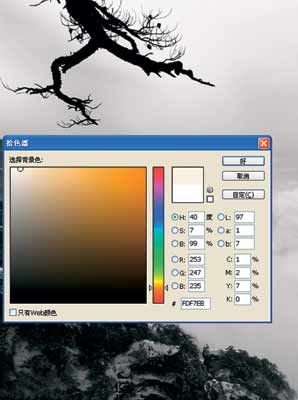 拾色器
选择背景色:
好
取消
自定(C)
H: 40 度
L: 97
S: 7 %
a: 1
B: 99 %
b: 7
R: 253
C: 1 %
G: 247
M: 2 %
B: 235
Y: 7 %
# FDF7EB
K: 0 %
只有Web颜色